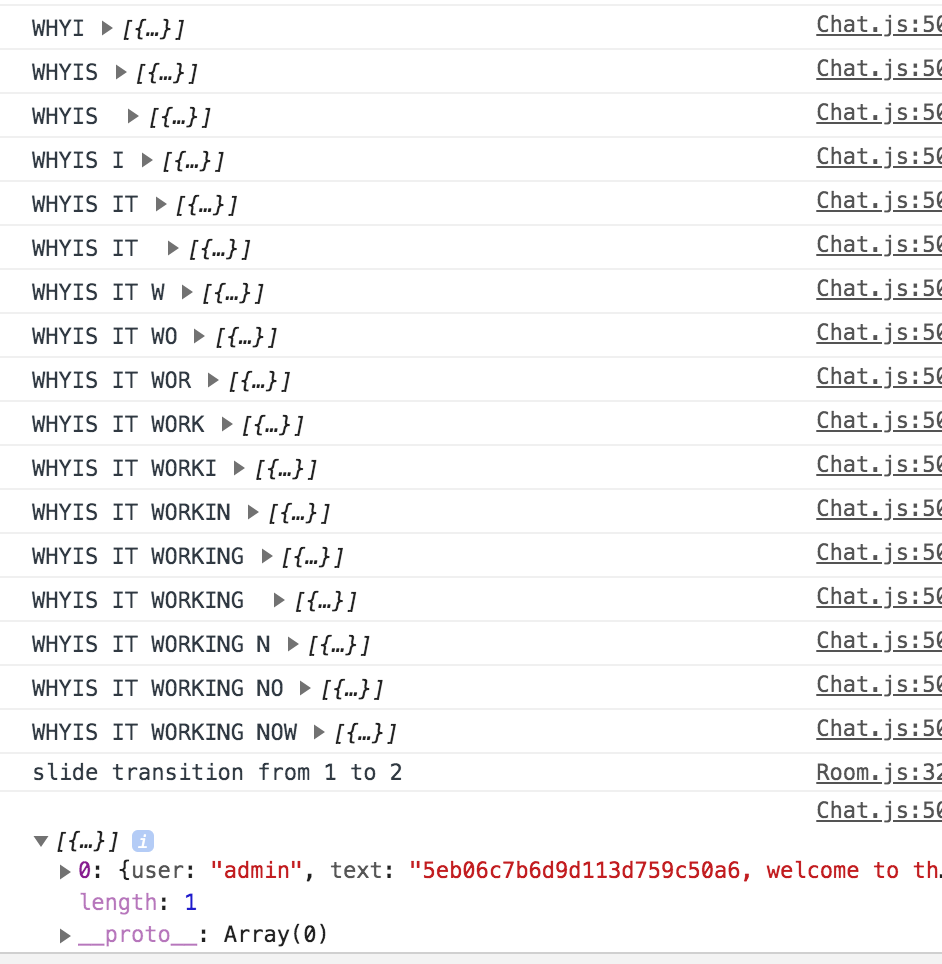 WHYI ▶ [{…}] Chat.js:50
WHYIS ▶ [{…}] Chat.js:50
WHYIS  ▶ [{…}] Chat.js:50
WHYIS I ▶ [{…}] Chat.js:50
WHYIS IT ▶ [{…}] Chat.js:50
WHYIS IT  ▶ [{…}] Chat.js:50
WHYIS IT W ▶ [{…}] Chat.js:50
WHYIS IT WO ▶ [{…}] Chat.js:50
WHYIS IT WOR ▶ [{…}] Chat.js:50
WHYIS IT WORK ▶ [{…}] Chat.js:50
WHYIS IT WORKI ▶ [{…}] Chat.js:50
WHYIS IT WORKIN ▶ [{…}] Chat.js:50
WHYIS IT WORKING ▶ [{…}] Chat.js:50
WHYIS IT WORKING  ▶ [{…}] Chat.js:50
WHYIS IT WORKING N ▶ [{…}] Chat.js:50
WHYIS IT WORKING NO ▶ [{…}] Chat.js:50
WHYIS IT WORKING NOW ▶ [{…}] Chat.js:50
slide transition from 1 to 2 Room.js:32
Chat.js:50
▼ [{…}] i
▶ 0: {user: "admin", text: "5eb06c7b6d9d113d759c50a6, welcome to th…
length: 1
▶ __proto__: Array(0)